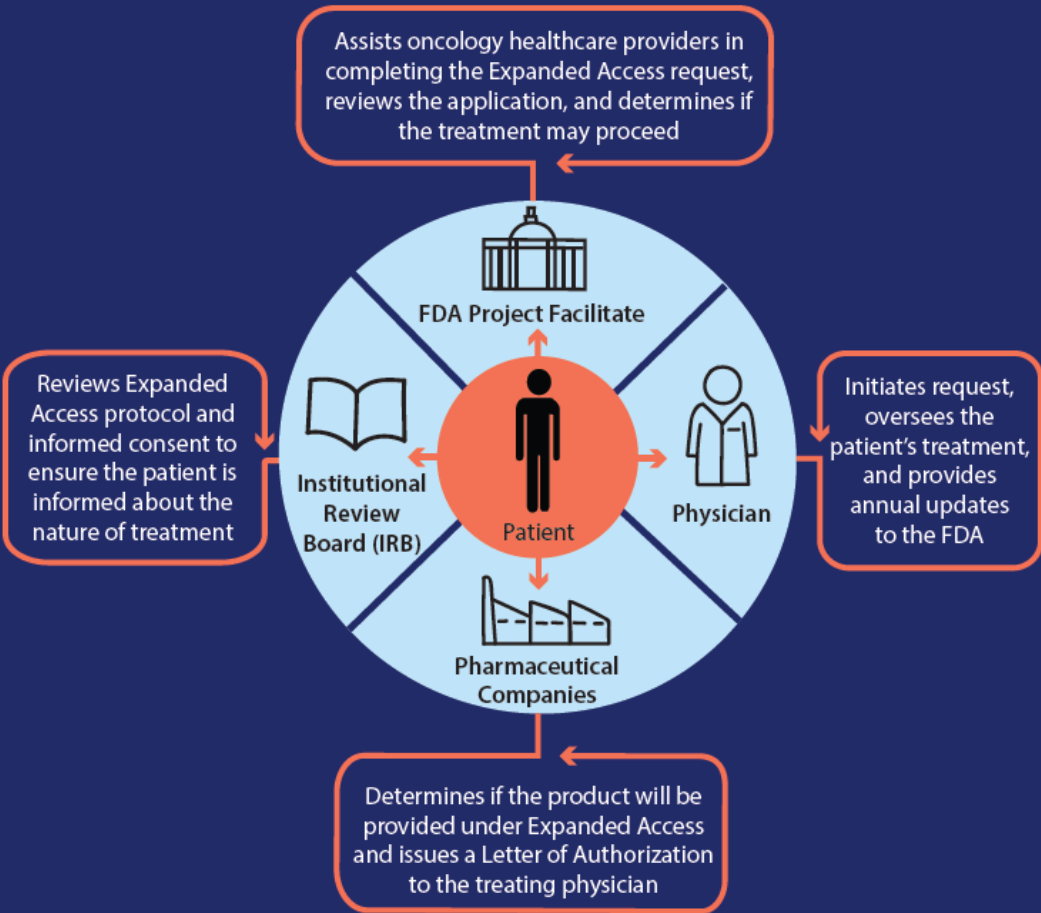 Assists oncology healthcare providers in
completing the Expanded Access request,
reviews the application, and determines if
the treatment may proceed
FDA Project Facilitate
Reviews Expanded
Access protocol and
informed consent to
ensure the patient is
informed about the
nature of treatment
Institutional
Review
Board (IRB)
Patient
Physician
Initiates request,
oversees the
patient's treatment,
and provides
annual updates
to the FDA
Pharmaceutical
Companies
Determines if the product will be
provided under Expanded Access
and issues a Letter of Authorization
to the treating physician